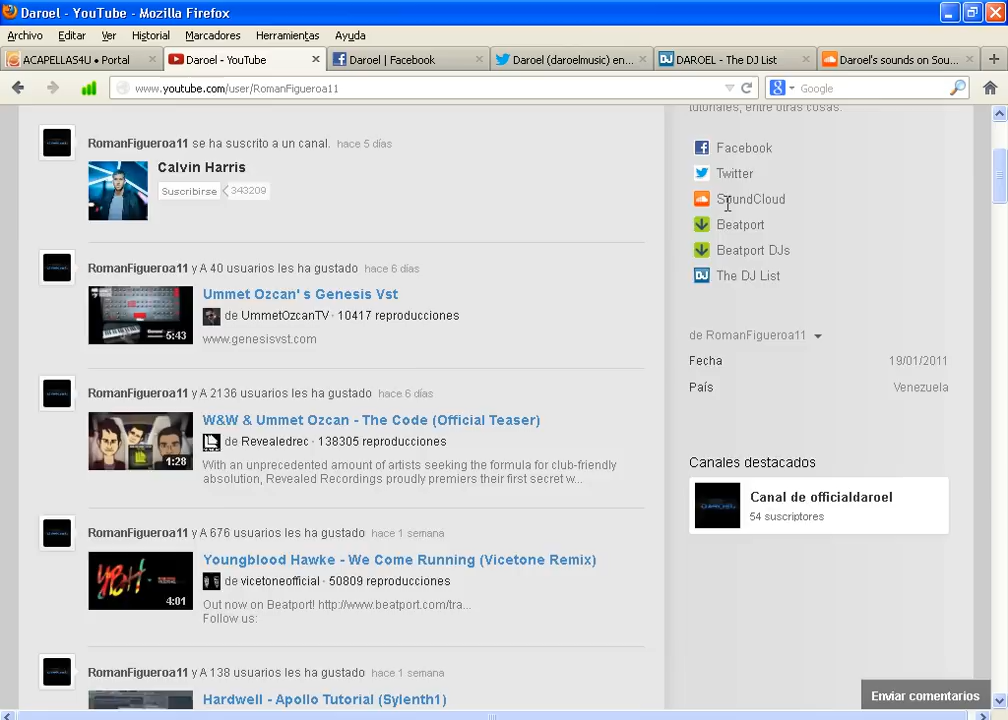 Daroel - YouTube - Mozilla Firefox
Archivo Editar Ver Historial Marcadores Herramientas Ayuda
ACAPELLAS4U • Portal
Daroel - YouTube
Daroel | Facebook
Daroel (daroelmusic) en...
DAROEL - The DJ List
Daroel's sounds on Sou...
www.youtube.com/user/RomanFigueroa11
Google
RomanFigueroa11 se ha suscrito a un canal. hace 5 días
Calvin Harris
Suscribirse 343209
RomanFigueroa11 y A 40 usuarios les ha gustado hace 6 días
Ummet Ozcan' s Genesis Vst
de UmmetOzcanTV · 10417 reproducciones
www.genesisvst.com
5:43
RomanFigueroa11 y A 2136 usuarios les ha gustado hace 6 días
W&W & Ummet Ozcan - The Code (Official Teaser)
de Revealedrec · 138305 reproducciones
With an unprecedented amount of artists seeking the formula for club-friendly
absolution, Revealed Recordings proudly premiers their first secret w...
1:28
RomanFigueroa11 y A 676 usuarios les ha gustado hace 1 semana
Youngblood Hawke - We Come Running (Vicetone Remix)
de vicetoneofficial · 50809 reproducciones
Out now on Beatport! http://www.beatport.com/tra...
Follow us:
4:01
RomanFigueroa11 y A 138 usuarios les ha gustado hace 1 semana
Hardwell - Apollo Tutorial (Sylenth1)
tutoriales, entre otras cosas.
Facebook
Twitter
SoundCloud
Beatport
Beatport DJs
The DJ List
de RomanFigueroa11
Fecha 19/01/2011
País Venezuela
Canales destacados
Canal de officialdaroel
54 suscriptores
Enviar comentarios